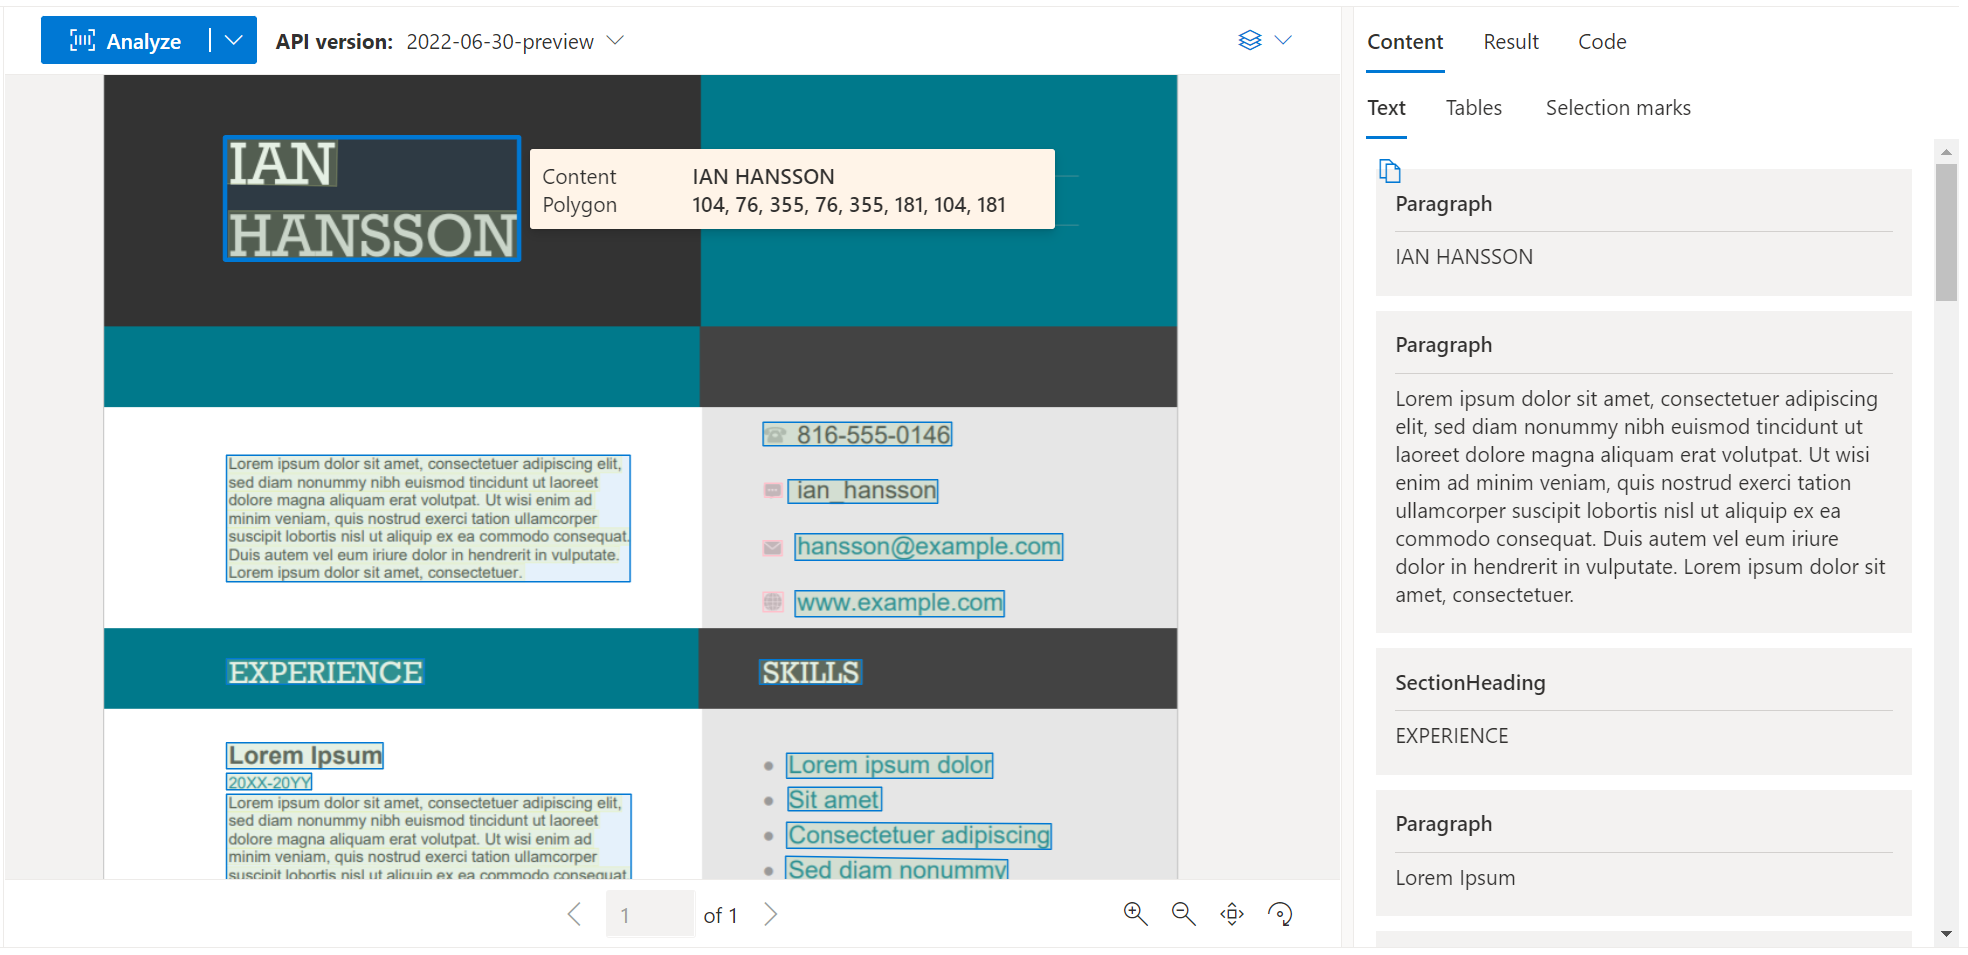 Analyze
API version: 2022-06-30-preview
IAN
HANSSON
Content IAN HANSSON
Polygon 104, 76, 355, 76, 355, 181, 104, 181
Lorem ipsum dolor sit amet, consectetuer adipiscing elit,
sed diam nonummy nibh euismod tincidunt ut laoreet
dolore magna aliquam erat volutpat. Ut wisi enim ad
minim veniam, quis nostrud exerci tation ullamcorper
suscipit lobortis nisl ut aliquip ex ea commodo consequat.
Duis autem vel eum iriure dolor in hendrerit in vulputate.
Lorem ipsum dolor sit amet, consectetuer.
816-555-0146
ian_hansson
hansson@example.com
www.example.com
EXPERIENCE
SKILLS
Lorem Ipsum
20XX-20YY
Lorem ipsum dolor sit amet, consectetuer adipiscing elit,
sed diam nonummy nibh euismod tincidunt ut laoreet
dolore magna aliquam erat volutpat. Ut wisi enim ad
minim veniam, quis nostrud exerci tation ullamcorper
suscipit lobortis nisl ut aliquip ex ea commodo consequat
Lorem ipsum dolor
Sit amet
Consectetuer adipiscing
Sed diam nonummy
1 of 1
Content Result Code
Text Tables Selection marks
Paragraph
IAN HANSSON
Paragraph
Lorem ipsum dolor sit amet, consectetuer adipiscing
elit, sed diam nonummy nibh euismod tincidunt ut
laoreet dolore magna aliquam erat volutpat. Ut wisi
enim ad minim veniam, quis nostrud exerci tation
ullamcorper suscipit lobortis nisl ut aliquip ex ea
commodo consequat. Duis autem vel eum iriure
dolor in hendrerit in vulputate. Lorem ipsum dolor sit
amet, consectetuer.
SectionHeading
EXPERIENCE
Paragraph
Lorem Ipsum